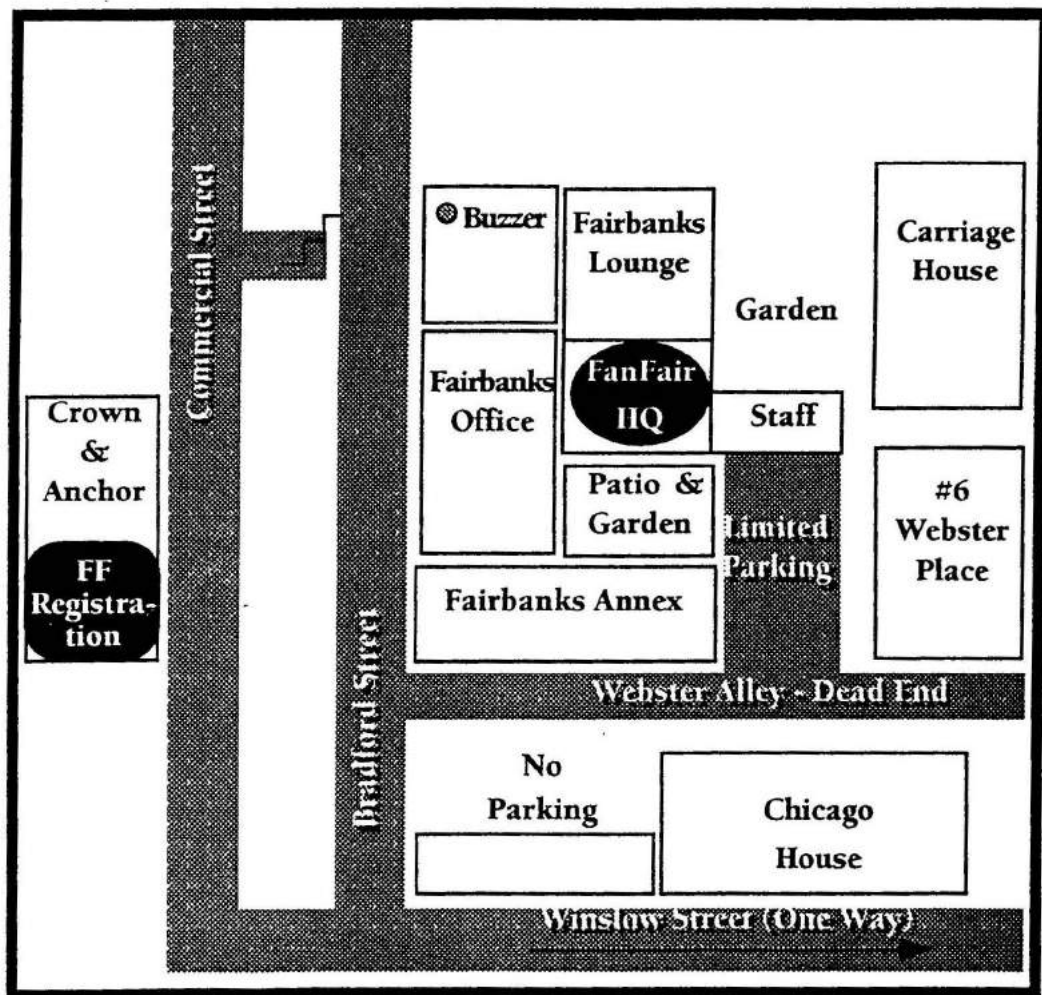 Commercial Street
Bradford Street
Buzzer
Fairbanks
Lounge
Carriage
House
Garden
FanFair
HQ
Staff
Fairbanks
Office
Crown
&
Anchor
FF
Registra-
tion
Patio &
Garden
Limited
Parking
#6
Webster
Place
Fairbanks Annex
Webster Alley - Dead End
No
Parking
Chicago
House
Winslow Street (One Way)